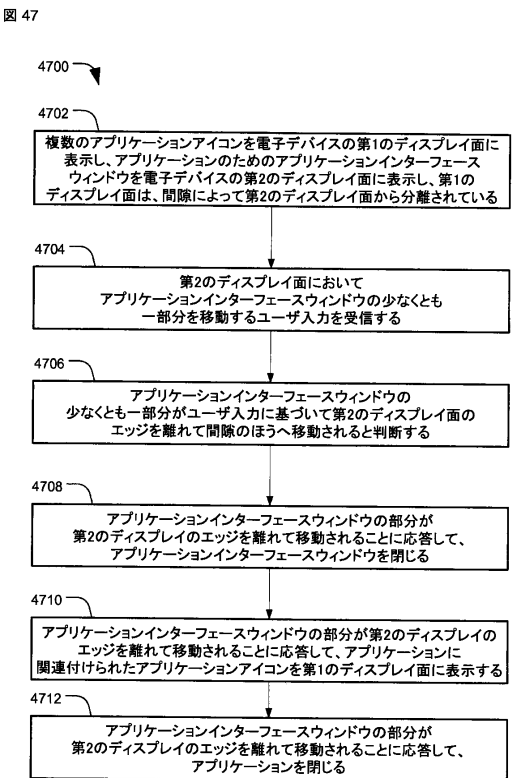 図 47
4700
4702
複数のアプリケーションアイコンを電子デバイスの第1のディスプレイ面に
表示し、アプリケーションのためのアプリケーションインターフェース
ウィンドウを電子デバイスの第2のディスプレイ面に表示し、第1の
ディスプレイ面は、間隙によって第2のディスプレイ面から分離されている
4704
第2のディスプレイ面において
アプリケーションインターフェースウィンドウの少なくとも
一部分を移動するユーザ入力を受信する
4706
アプリケーションインターフェースウィンドウの
少なくとも一部分がユーザ入力に基づいて第2のディスプレイ面の
エッジを離れて間隙のほうへ移動されると判断する
4708
アプリケーションインターフェースウィンドウの部分が
第2のディスプレイのエッジを離れて移動されることに応答して、
アプリケーションインターフェースウィンドウを閉じる
4710
アプリケーションインターフェースウィンドウの部分が第2のディスプレイの
エッジを離れて移動されることに応答して、アプリケーションに
関連付けられたアプリケーションアイコンを第1のディスプレイ面に表示する
4712
アプリケーションインターフェースウィンドウの部分が
第2のディスプレイのエッジを離れて移動されることに応答して、
アプリケーションを閉じる